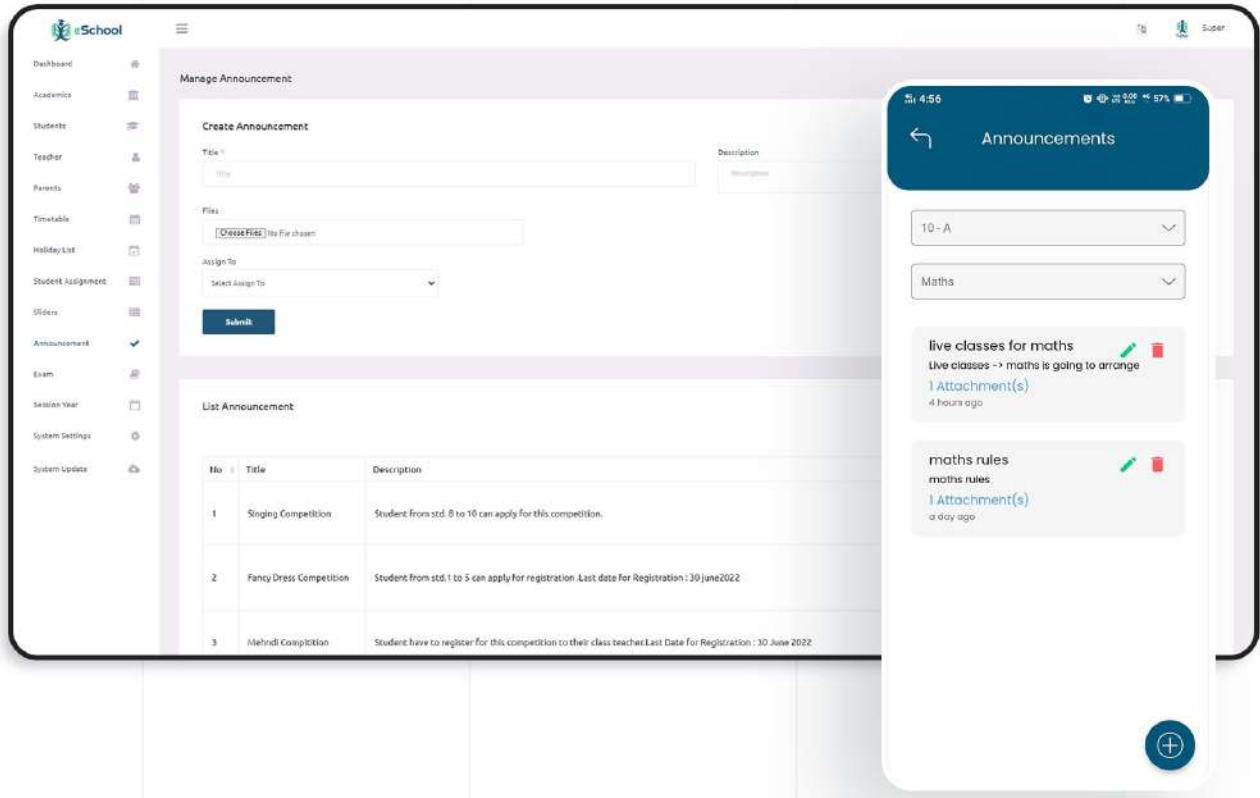 eSchool
Super
Dashboard
Academics
Students
Teacher
Parents
Timetable
Holiday List
Student Assignment
Sliders
Announcement
Exam
Session Year
System Settings
System Update
Manage Announcement
Create Announcement
Title *
Title
Description
Description
Files
Choose Files No file chosen
Assign To
Select Assign To
Submit
List Announcement
No Title Description
1 Singing Competition Student from std. 8 to 10 can apply for this competition.
2 Fancy Dress Competition Student from std.1 to 5 can apply for registration .Last date for Registration : 30 june2022
3 Mehndi Compitition Student have to register for this competition to their class teacher.Last Date for Registration : 30 June 2022
4:56 0.00 57%
Announcements
10 - A
Maths
live classes for maths
Live classes -> maths is going to arrange
1 Attachment(s)
4 hours ago
maths rules
maths rules
1 Attachment(s)
a day ago